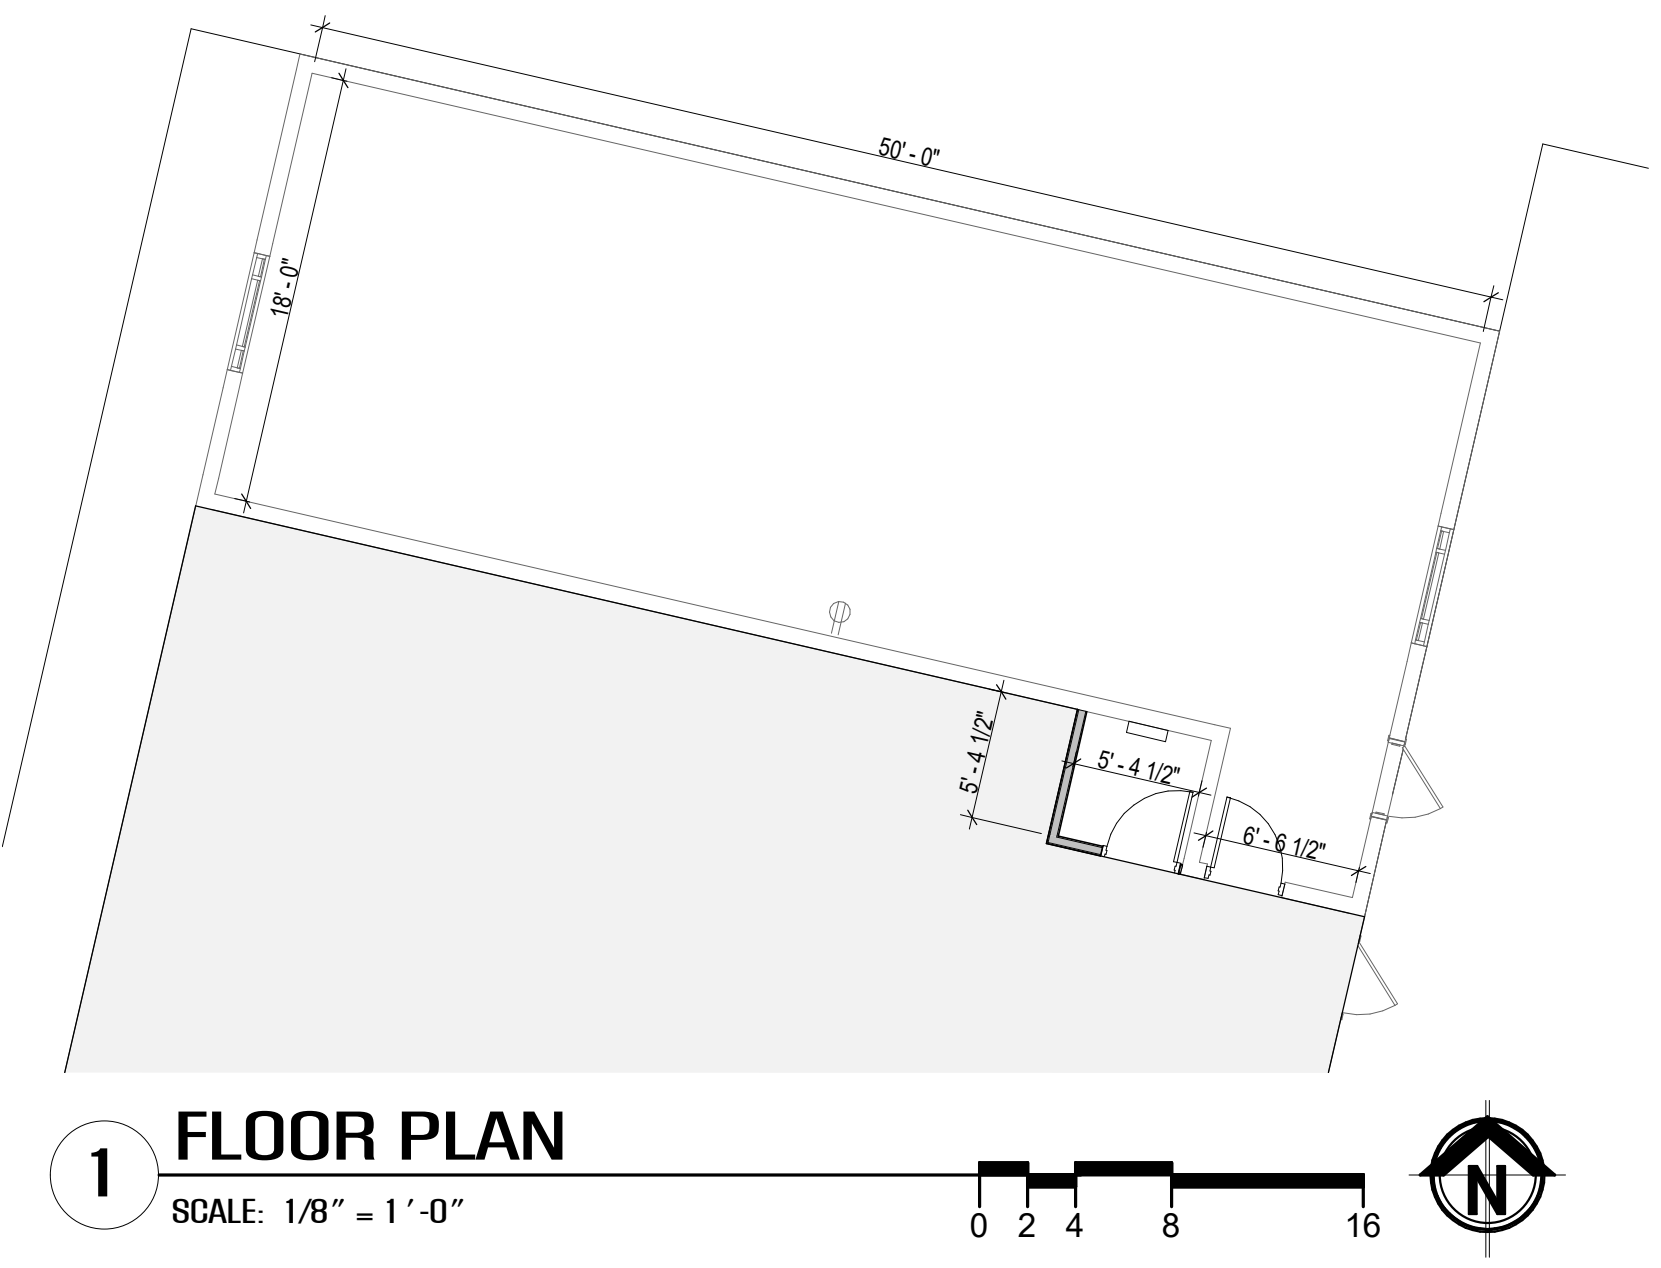 50' - 0"
18' - 0"
5' - 4 1/2"
5' - 4 1/2"
6' - 6 1/2"
1
FLOOR PLAN
SCALE: 1/8" = 1'-0"
0 2 4 8 16
N